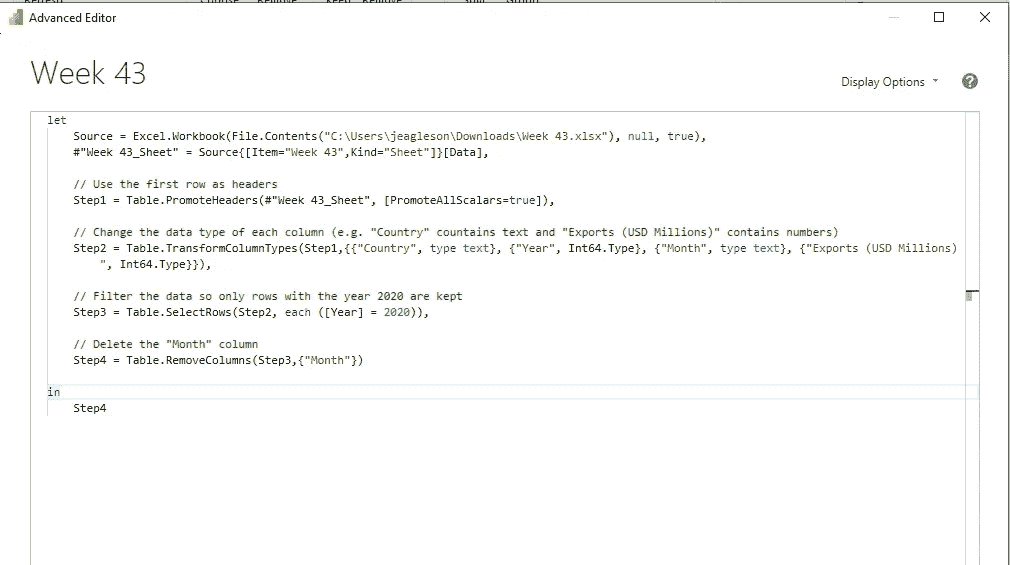 Advanced Editor
Week 43
Display Options
let
Source = Excel.Workbook(File.Contents("C:\Users\jeagleson\Downloads\Week 43.xlsx"), null, true),
#"Week 43_Sheet" = Source{[Item="Week 43",Kind="Sheet"]}[Data],
// Use the first row as headers
Step1 = Table.PromoteHeaders(#"Week 43_Sheet", [PromoteAllScalars=true]),
// Change the data type of each column (e.g. "Country" countains text and "Exports (USD Millions)" contains numbers)
Step2 = Table.TransformColumnTypes(Step1,{{"Country", type text}, {"Year", Int64.Type}, {"Month", type text}, {"Exports (USD Millions)
", Int64.Type}}),
// Filter the data so only rows with the year 2020 are kept
Step3 = Table.SelectRows(Step2, each ([Year] = 2020)),
// Delete the "Month" column
Step4 = Table.RemoveColumns(Step3,{"Month"})
in
Step4